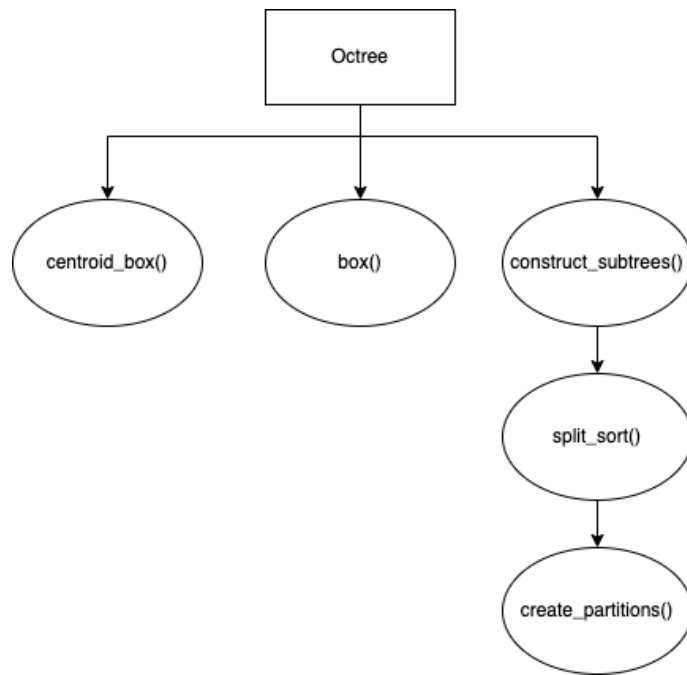 Octree
centroid_box()
box()
construct_subtrees()
split_sort()
create_partitions()